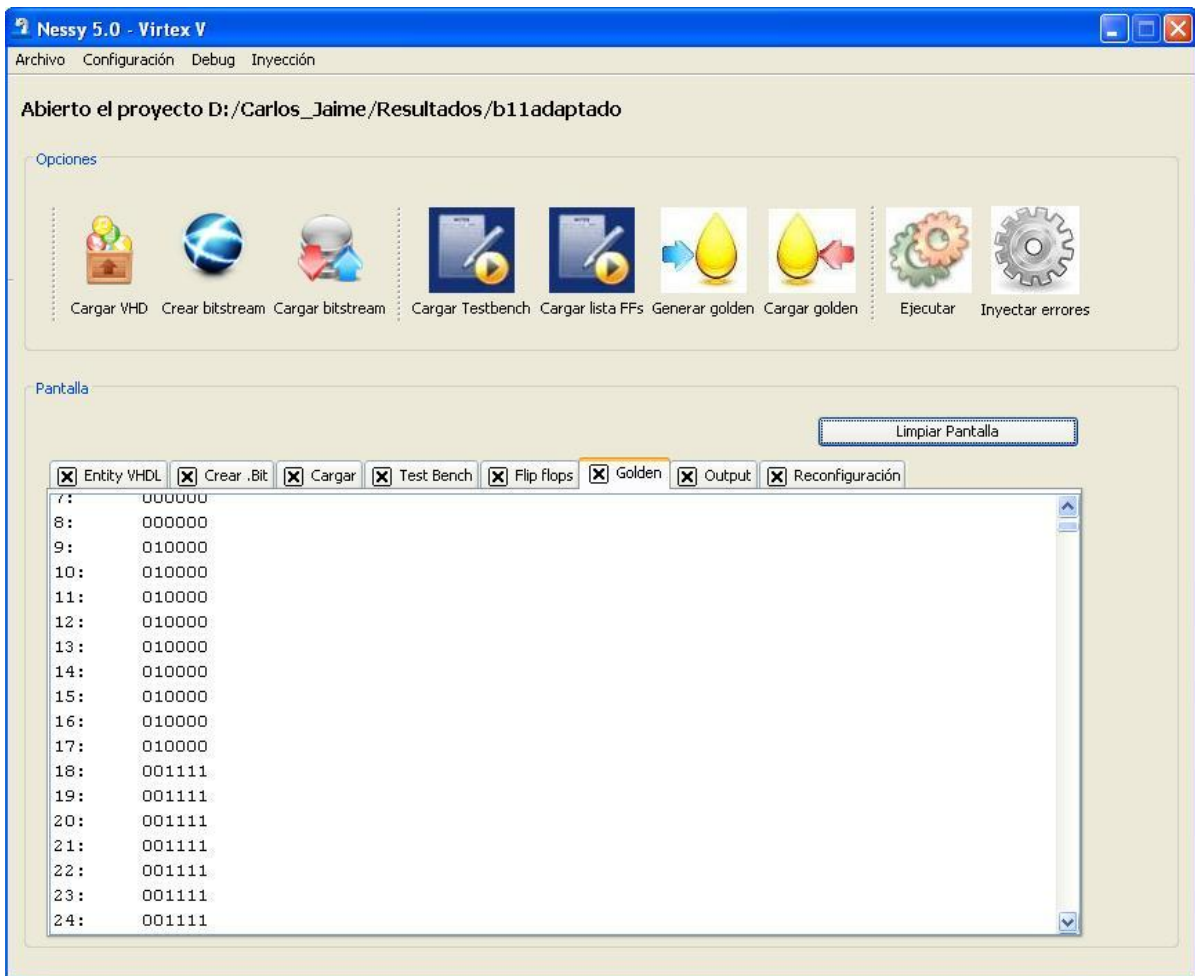 Nessy 5.0 - Virtex V
Archivo Configuración Debug Inyección
Abierto el proyecto D:/Carlos_Jaime/Resultados/b11adaptado
Opciones
Cargar VHD Crear bitstream Cargar bitstream Cargar Testbench Cargar lista FFs Generar golden Cargar golden Ejecutar Inyectar errores
Pantalla
Limpiar Pantalla
Entity VHDL Crear .Bit Cargar Test Bench Flip flops Golden Output Reconfiguración
7: 000000
8: 000000
9: 010000
10: 010000
11: 010000
12: 010000
13: 010000
14: 010000
15: 010000
16: 010000
17: 010000
18: 001111
19: 001111
20: 001111
21: 001111
22: 001111
23: 001111
24: 001111